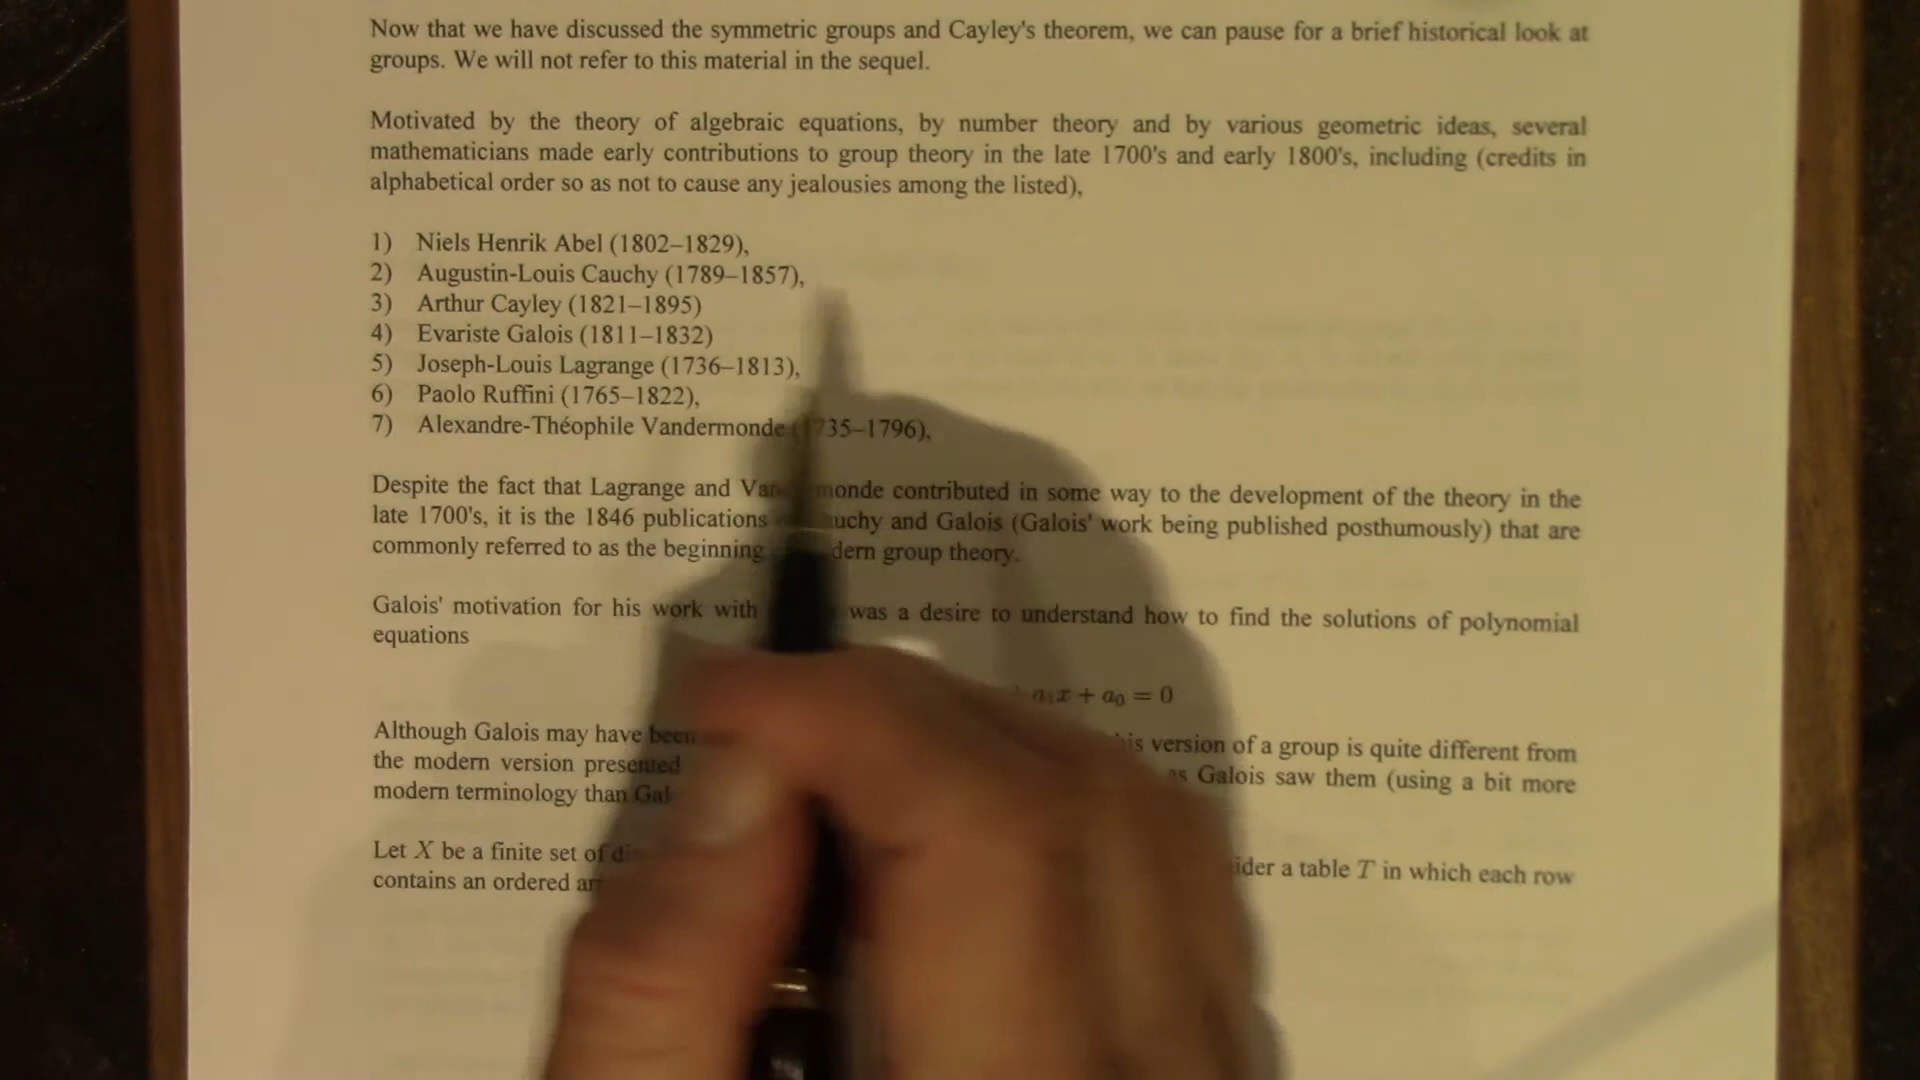 Now that we have discussed the symmetric groups and Cayley's theorem, we can pause for a brief historical look at
groups. We will not refer to this material in the sequel.
Motivated by the theory of algebraic equations, by number theory and by various geometric ideas, several
mathematicians made early contributions to group theory in the late 1700's and early 1800's, including (credits in
alphabetical order so as not to cause any jealousies among the listed),
1) Niels Henrik Abel (1802–1829),
2) Augustin-Louis Cauchy (1789–1857),
3) Arthur Cayley (1821–1895)
4) Evariste Galois (1811–1832)
5) Joseph-Louis Lagrange (1736–1813),
6) Paolo Ruffini (1765–1822),
7) Alexandre-Théophile Vandermonde (1735–1796),
Despite the fact that Lagrange and Vandermonde contributed in some way to the development of the theory in the
late 1700's, it is the 1846 publications Cauchy and Galois (Galois' work being published posthumously) that are
commonly referred to as the beginning modern group theory.
Galois' motivation for his work with was a desire to understand how to find the solutions of polynomial
equations
a₁x + a₀ = 0
Although Galois may have been his version of a group is quite different from
the modern version presented as Galois saw them (using a bit more
modern terminology than
Let X be a finite set of consider a table T in which each row
contains an ordered